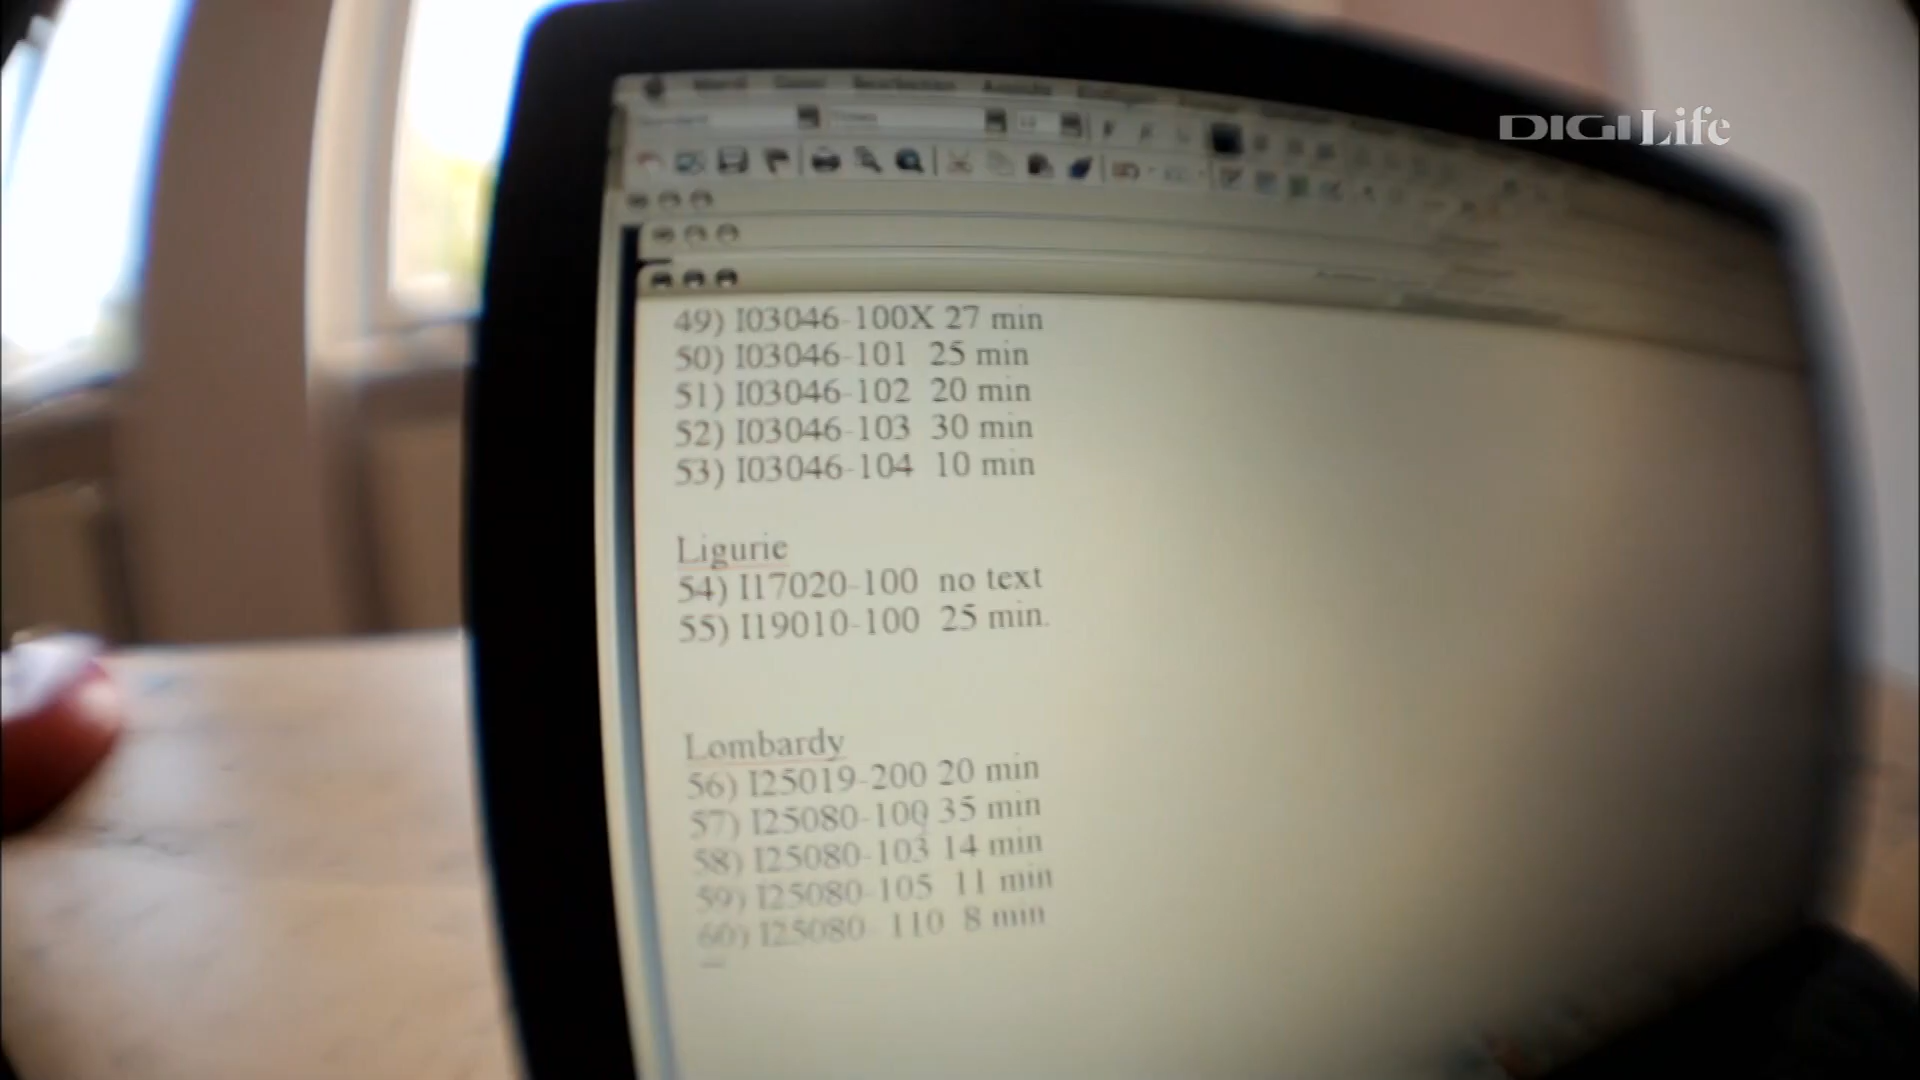 DIGI Life
Bearbeiten
49) I03046-100X 27 min
50) I03046-101 25 min
51) I03046-102 20 min
52) I03046-103 30 min
53) I03046-104 10 min
Ligurie
54) I17020-100 no text
55) I19010-100 25 min.
Lombardy
56) I25019-200 20 min
57) I25080-100 35 min
58) I25080-103 14 min
59) I25080-105 11 min
60) I25080- 110 8 min